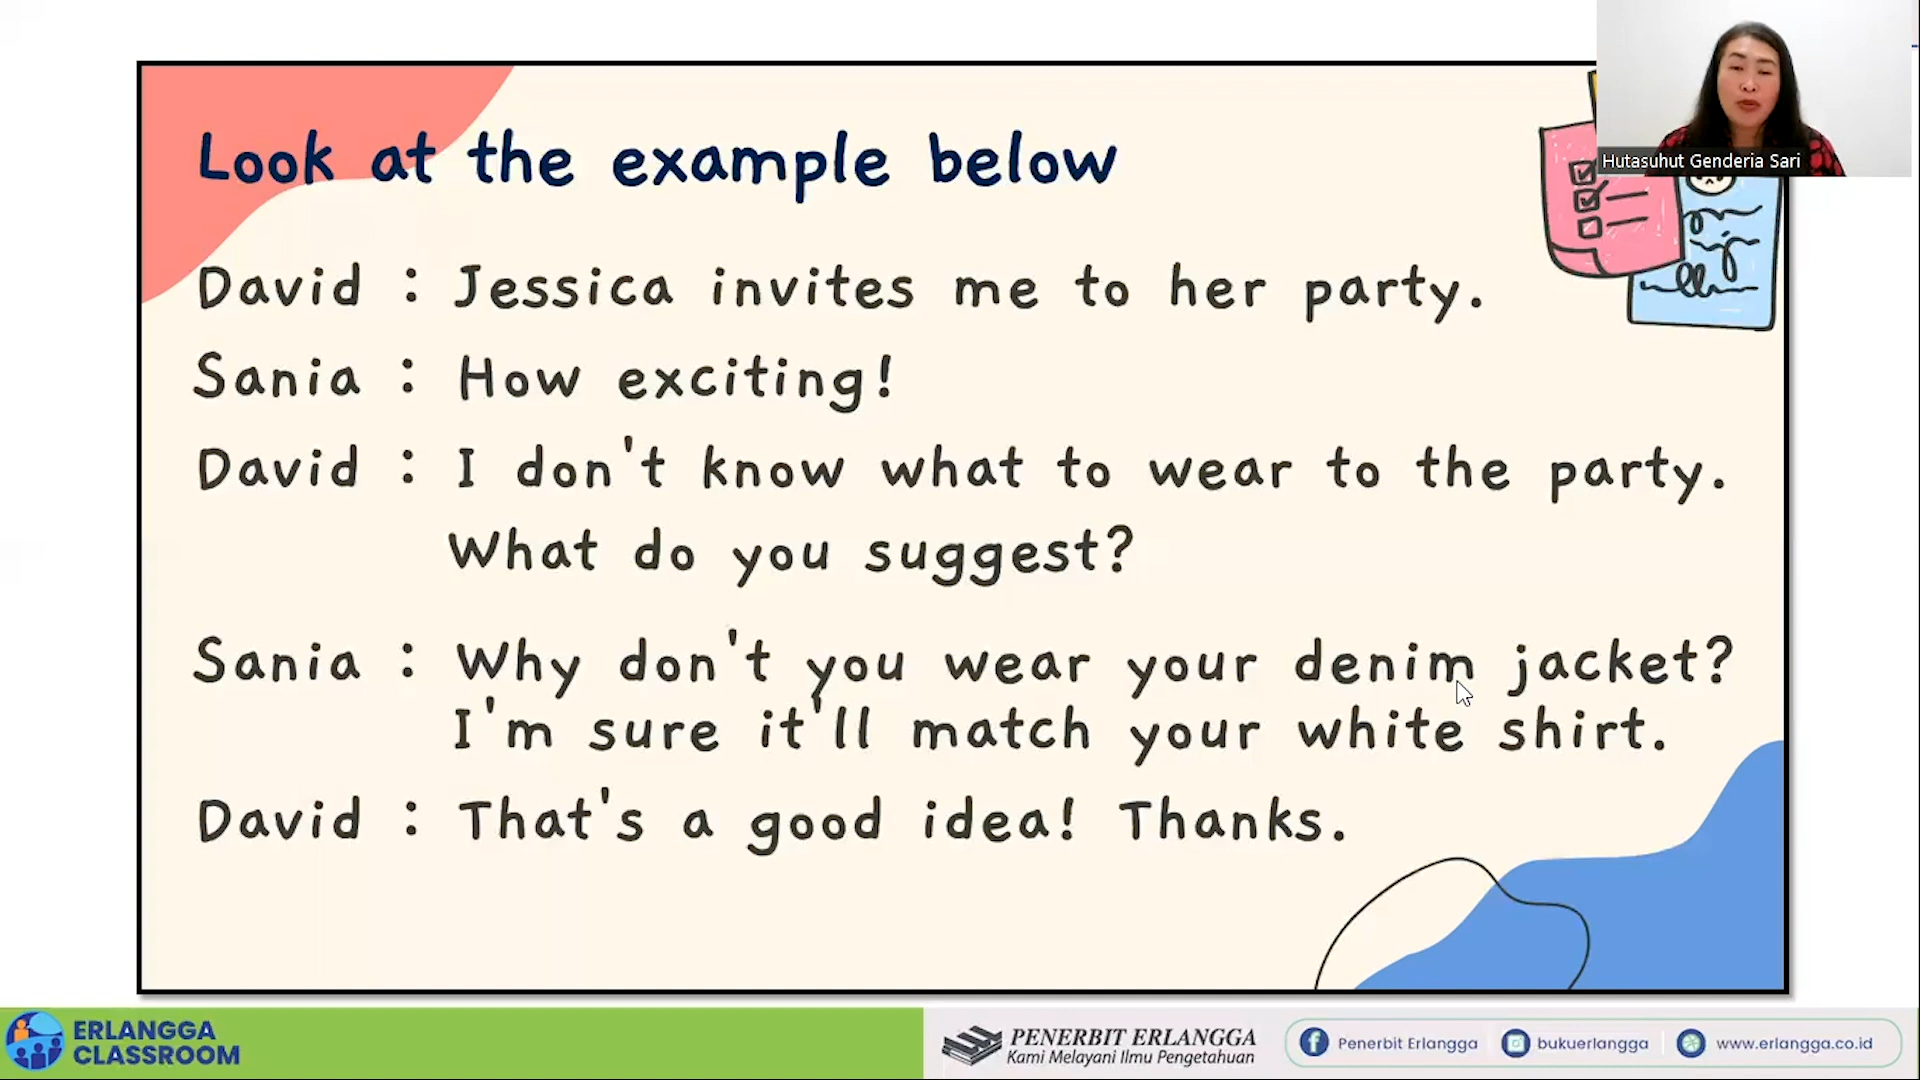 Hutasuhut Genderia Sari
Look at the example below
David : Jessica invites me to her party.
Sania : How exciting!
David : I don't know what to wear to the party.
What do you suggest?
Sania : Why don't you wear your denim jacket?
I'm sure it'll match your white shirt.
David : That's a good idea! Thanks.
ERLANGGA
CLASSROOM
PENERBIT ERLANGGA
Kami Melayani Ilmu Pengetahuan
Penerbit Erlangga
bukuerlangga
www.erlangga.co.id